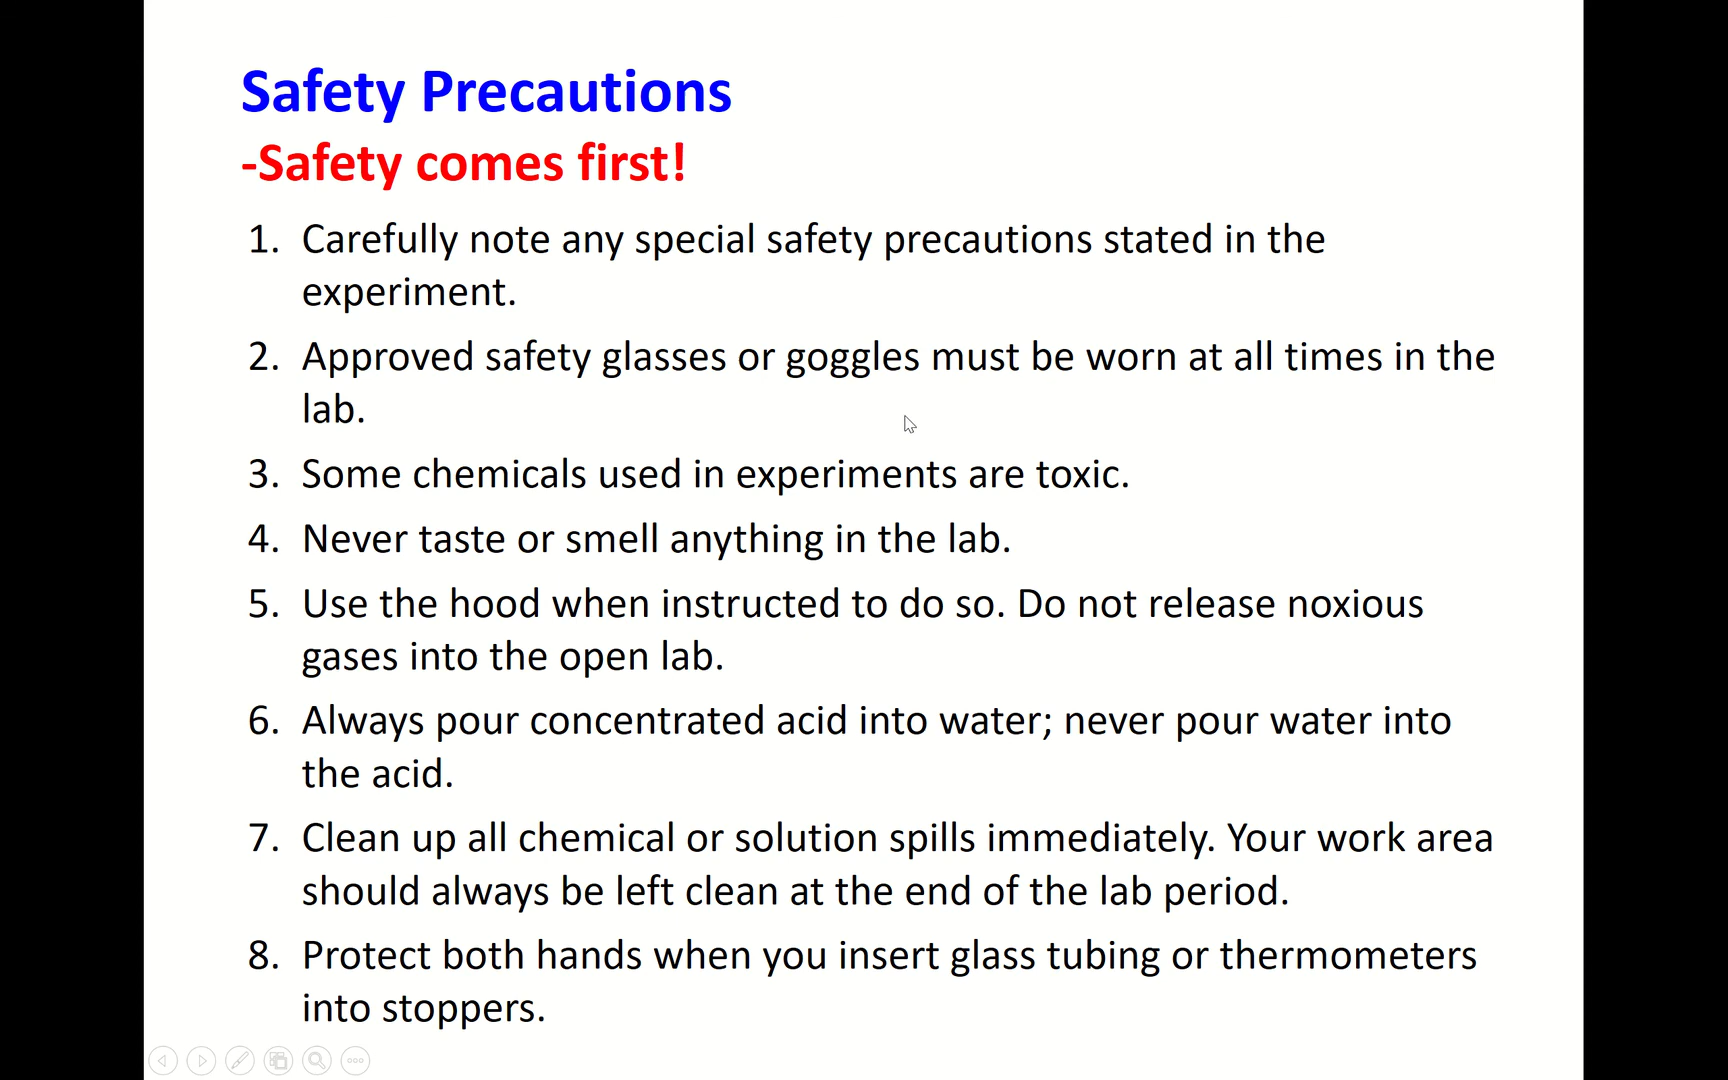 Safety Precautions
-Safety comes first!
1. Carefully note any special safety precautions stated in the
experiment.
2. Approved safety glasses or goggles must be worn at all times in the
lab.
3. Some chemicals used in experiments are toxic.
4. Never taste or smell anything in the lab.
5. Use the hood when instructed to do so. Do not release noxious
gases into the open lab.
6. Always pour concentrated acid into water; never pour water into
the acid.
7. Clean up all chemical or solution spills immediately. Your work area
should always be left clean at the end of the lab period.
8. Protect both hands when you insert glass tubing or thermometers
into stoppers.